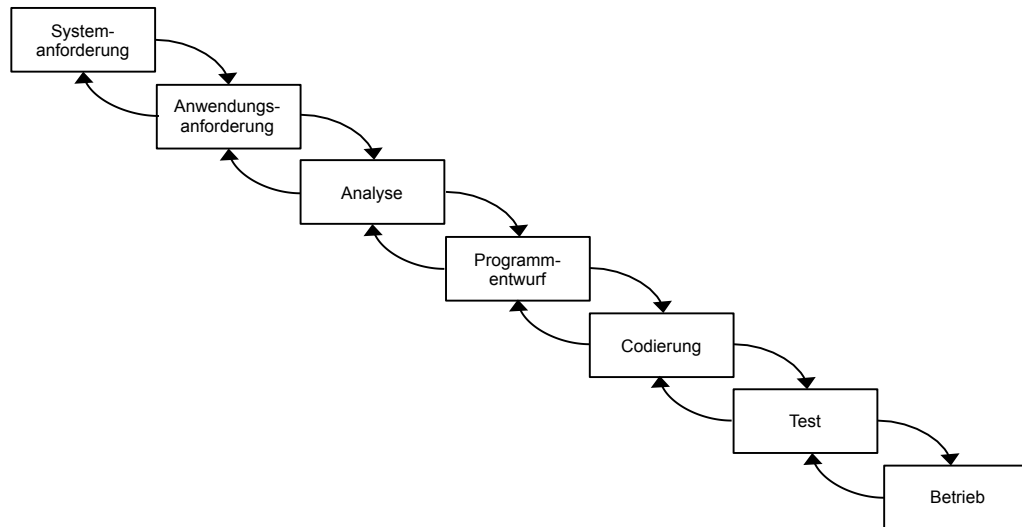 System-
anforderung
Anwendungs-
anforderung
Analyse
Programm-
entwurf
Codierung
Test
Betrieb